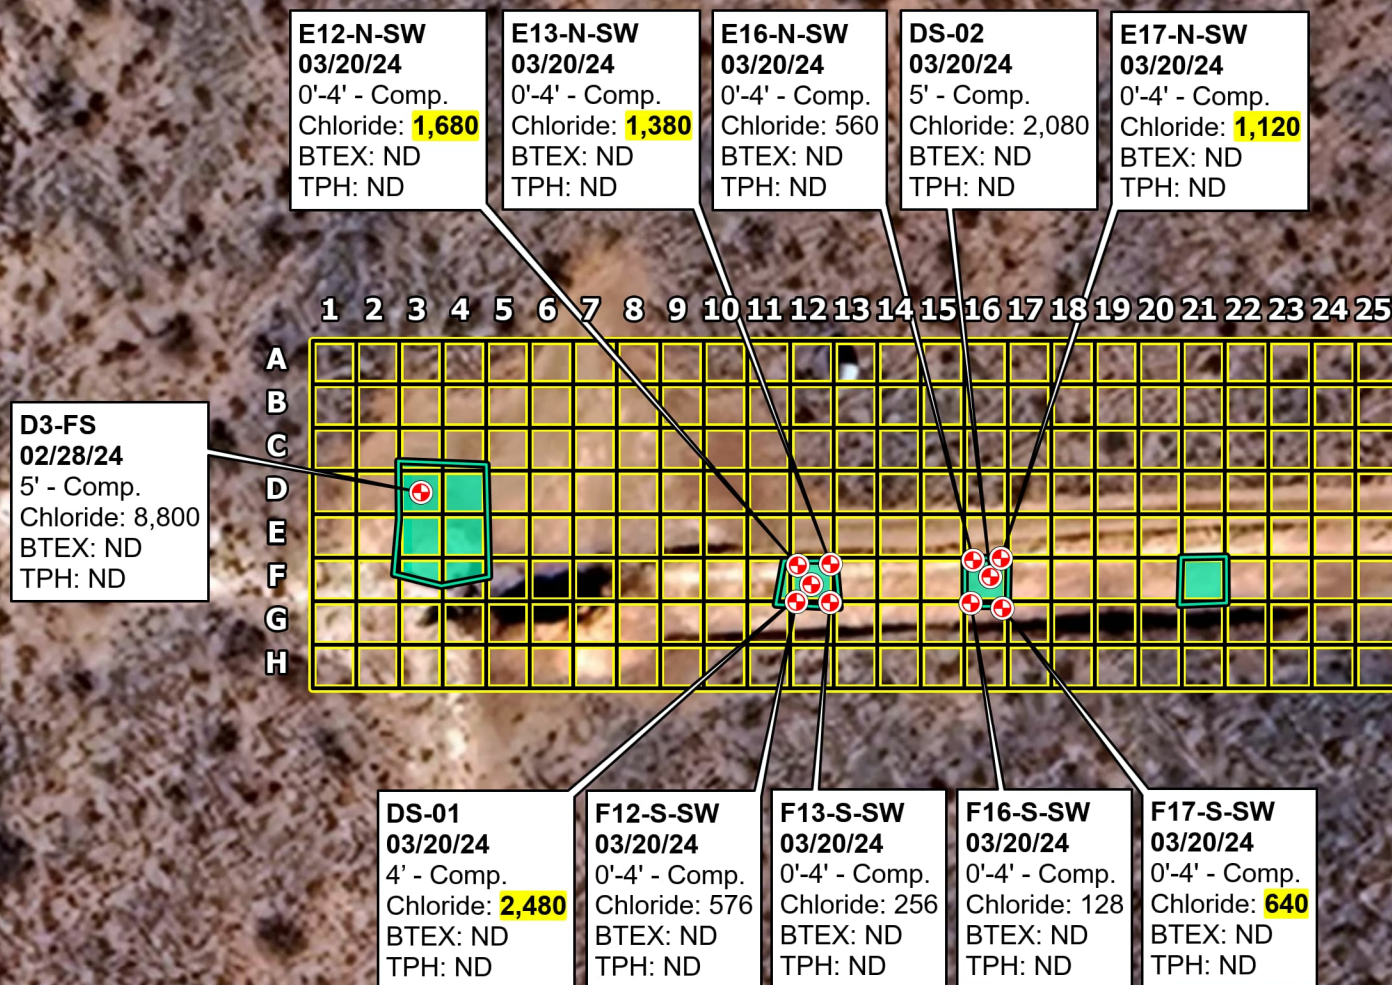 E12-N-SW
03/20/24
0'-4' - Comp.
Chloride: 1,680
BTEX: ND
TPH: ND
E13-N-SW
03/20/24
0'-4' - Comp.
Chloride: 1,380
BTEX: ND
TPH: ND
E16-N-SW
03/20/24
0'-4' - Comp.
Chloride: 560
BTEX: ND
TPH: ND
DS-02
03/20/24
5' - Comp.
Chloride: 2,080
BTEX: ND
TPH: ND
E17-N-SW
03/20/24
0'-4' - Comp.
Chloride: 1,120
BTEX: ND
TPH: ND
1 2 3 4 5 6 7 8 9 10 11 12 13 14 15 16 17 18 19 20 21 22 23 24 25
A
B
C
D
E
F
G
H
D3-FS
02/28/24
5' - Comp.
Chloride: 8,800
BTEX: ND
TPH: ND
DS-01
03/20/24
4’ - Comp.
Chloride: 2,480
BTEX: ND
TPH: ND
F12-S-SW
03/20/24
0'-4' - Comp.
Chloride: 576
BTEX: ND
TPH: ND
F13-S-SW
03/20/24
0'-4' - Comp.
Chloride: 256
BTEX: ND
TPH: ND
F16-S-SW
03/20/24
0'-4' - Comp.
Chloride: 128
BTEX: ND
TPH: ND
F17-S-SW
03/20/24
0'-4' - Comp.
Chloride: 640
BTEX: ND
TPH: ND